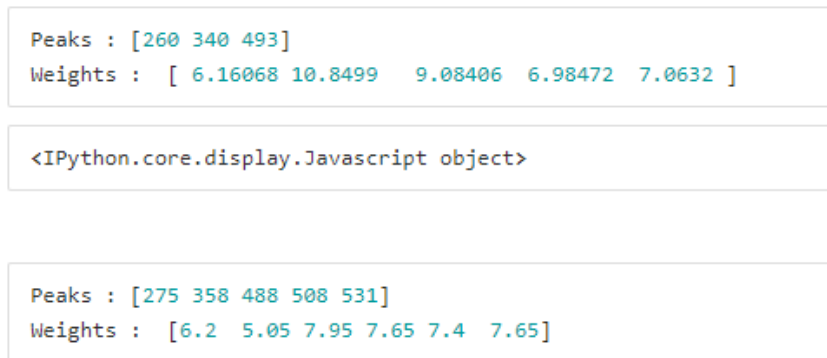 Peaks : [260 340 493]
Weights :  [ 6.16068 10.8499   9.08406  6.98472  7.0632 ]
<IPython.core.display.Javascript object>
Peaks : [275 358 488 508 531]
Weights :  [6.2  5.05 7.95 7.65 7.4  7.65]